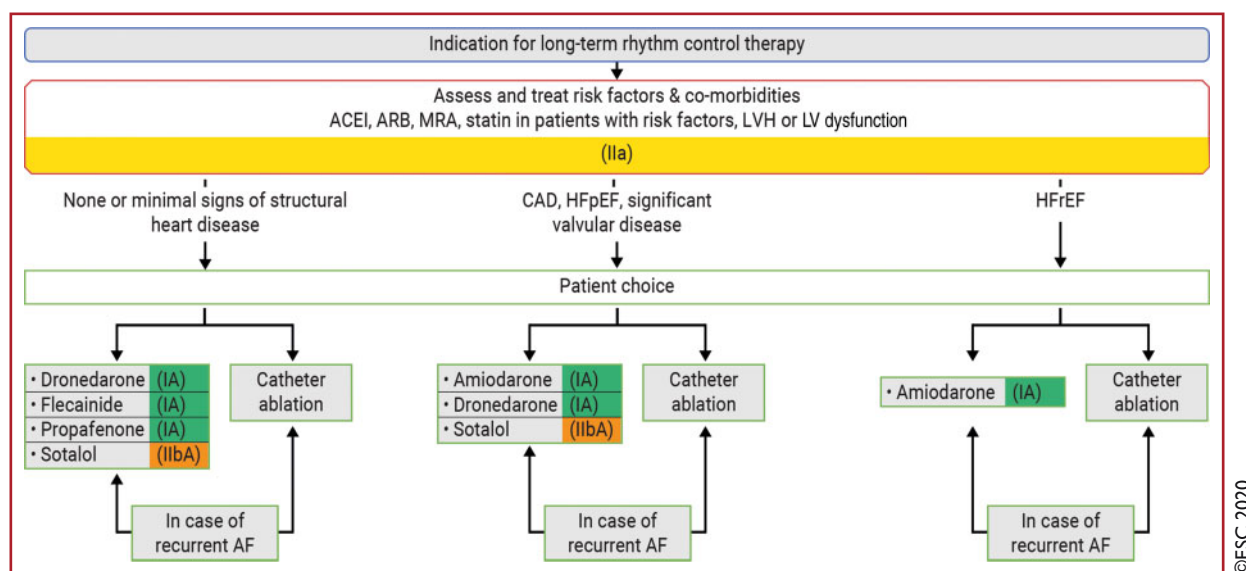 Indication for long-term rhythm control therapy
Assess and treat risk factors & co-morbidities
ACEI, ARB, MRA, statin in patients with risk factors, LVH or LV dysfunction
(IIa)
None or minimal signs of structural
heart disease
CAD, HFpEF, significant
valvular disease
HFrEF
Patient choice
• Dronedarone (IA)
• Flecainide (IA)
• Propafenone (IA)
• Sotalol (IIbA)
Catheter
ablation
• Amiodarone (IA)
• Dronedarone (IA)
• Sotalol (IIbA)
Catheter
ablation
• Amiodarone (IA)
Catheter
ablation
In case of
recurrent AF
In case of
recurrent AF
In case of
recurrent AF
©ESC 2020